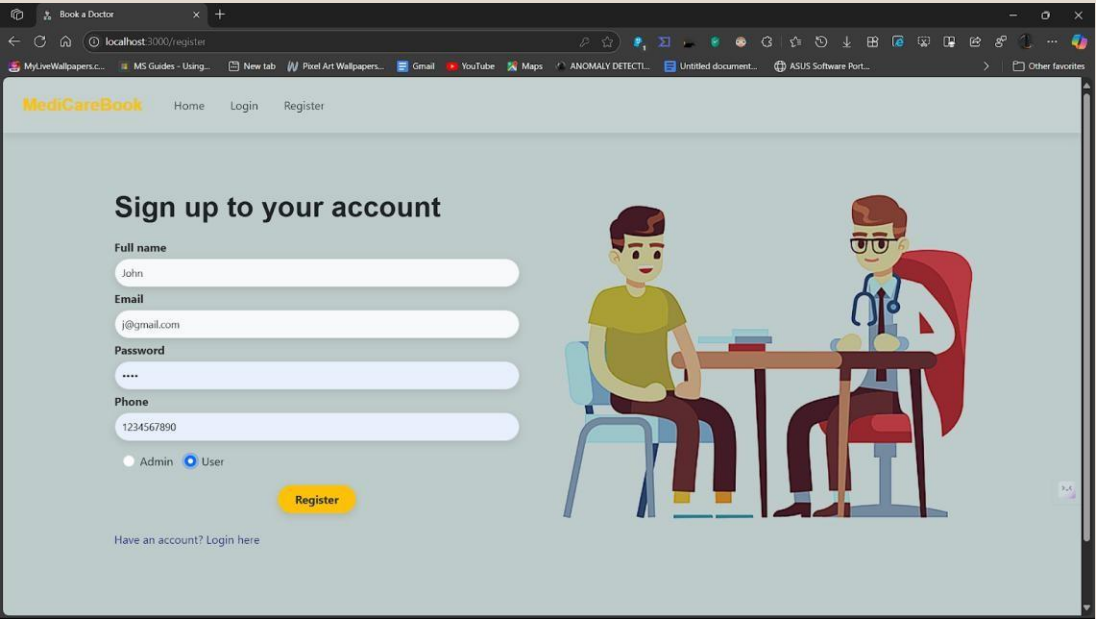 Book a Doctor
localhost:3000/register
MyLiveWallpapers.c... MS Guides - Using... New tab Pixel Art Wallpapers... Gmail YouTube Maps ANOMALY DETECTI... Untitled document... ASUS Software Port... Other favorites
MediCareBook Home Login Register
Sign up to your account
Full name
John
Email
j@gmail.com
Password
••••
Phone
1234567890
Admin User
Register
Have an account? Login here